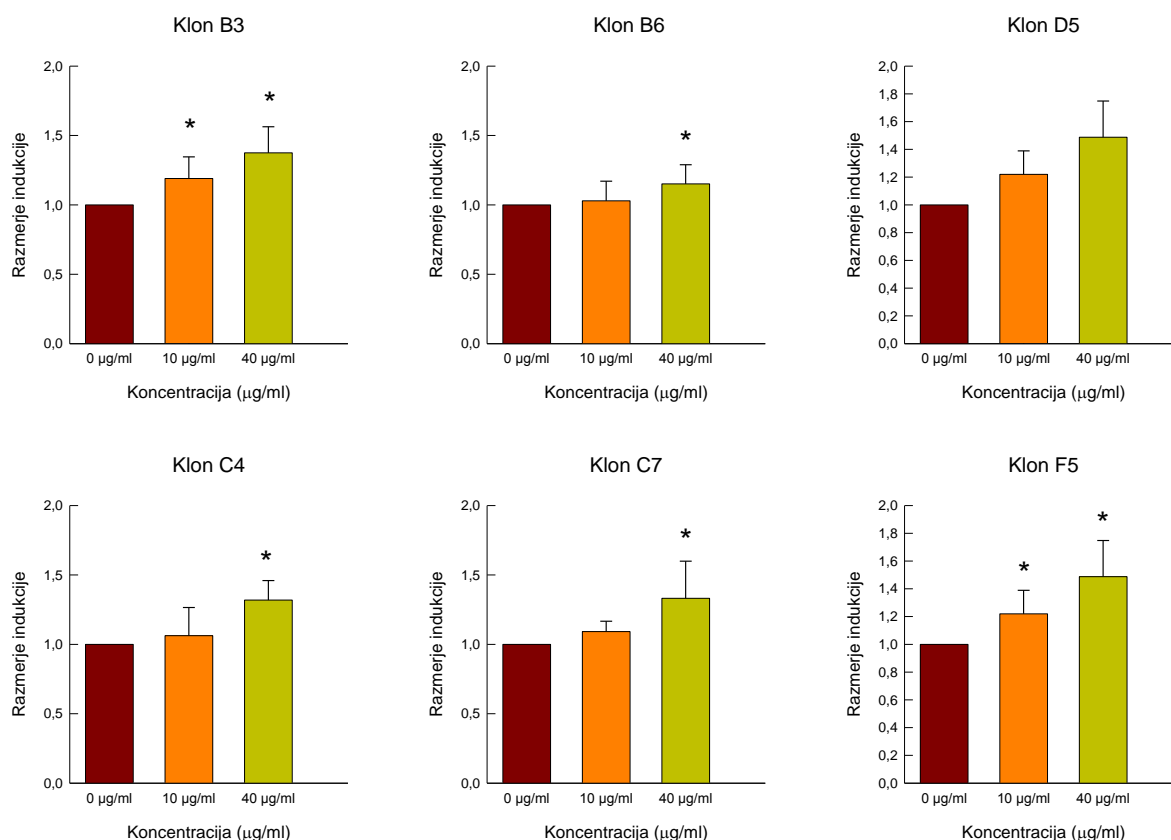 Klon B3
Razmerje indukcije
2,0
1,5
1,0
0,5
0,0
*
*
0 µg/ml 10 µg/ml 40 µg/ml
Koncentracija (µg/ml)
Klon B6
Razmerje indukcije
2,0
1,5
1,0
0,5
0,0
*
0 µg/ml 10 µg/ml 40 µg/ml
Koncentracija (µg/ml)
Klon D5
Razmerje indukcije
2,0
1,8
1,6
1,4
1,2
1,0
0,8
0,6
0,4
0,2
0,0
0 µg/ml 10 µg/ml 40 µg/ml
Koncentracija (µg/ml)
Klon C4
Razmerje indukcije
2,0
1,5
1,0
0,5
0,0
*
0 µg/ml 10 µg/ml 40 µg/ml
Koncentracija (µg/ml)
Klon C7
Razmerje indukcije
2,0
1,5
1,0
0,5
0,0
*
0 µg/ml 10 µg/ml 40 µg/ml
Koncentracija (µg/ml)
Klon F5
Razmerje indukcije
2,0
1,8
1,6
1,4
1,2
1,0
0,8
0,6
0,4
0,2
0,0
*
*
0 µg/ml 10 µg/ml 40 µg/ml
Koncentracija (µg/ml)